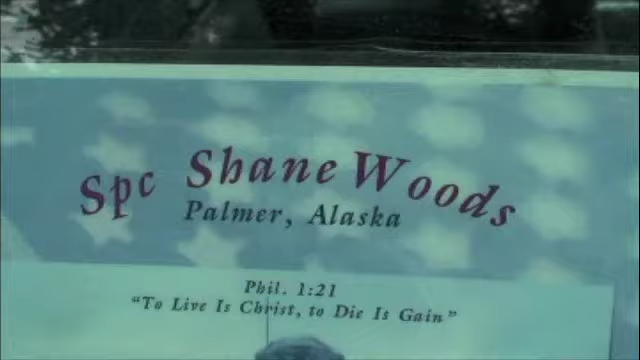 Spc Shane Woods
Palmer, Alaska
Phil. 1:21
“To Live Is Christ, to Die Is Gain”